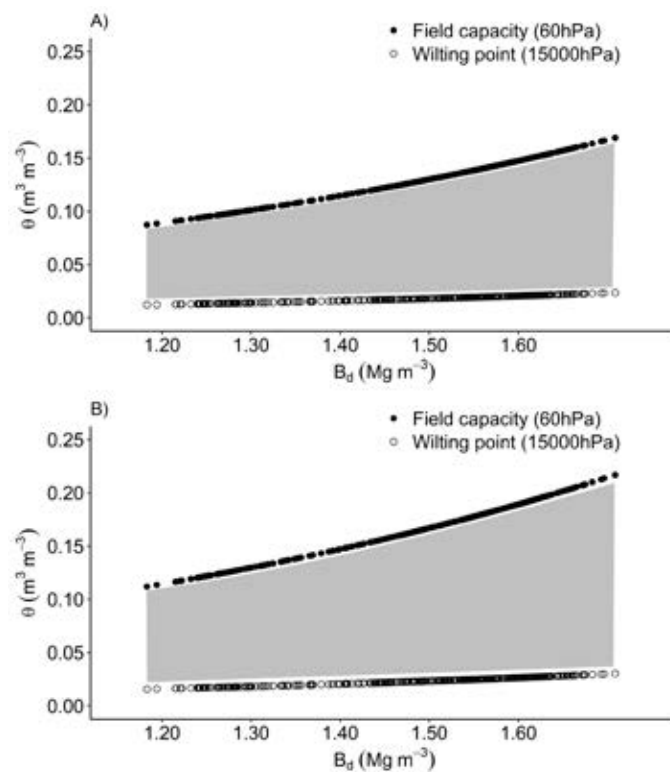 A)
● Field capacity (60hPa)
○ Wilting point (15000hPa)
0.25
0.20
0.15
0.10
0.05
0.00
θ (m³ m⁻³)
1.20 1.30 1.40 1.50 1.60
B_d (Mg m⁻³)
B)
● Field capacity (60hPa)
○ Wilting point (15000hPa)
0.25
0.20
0.15
0.10
0.05
0.00
θ (m³ m⁻³)
1.20 1.30 1.40 1.50 1.60
B_d (Mg m⁻³)